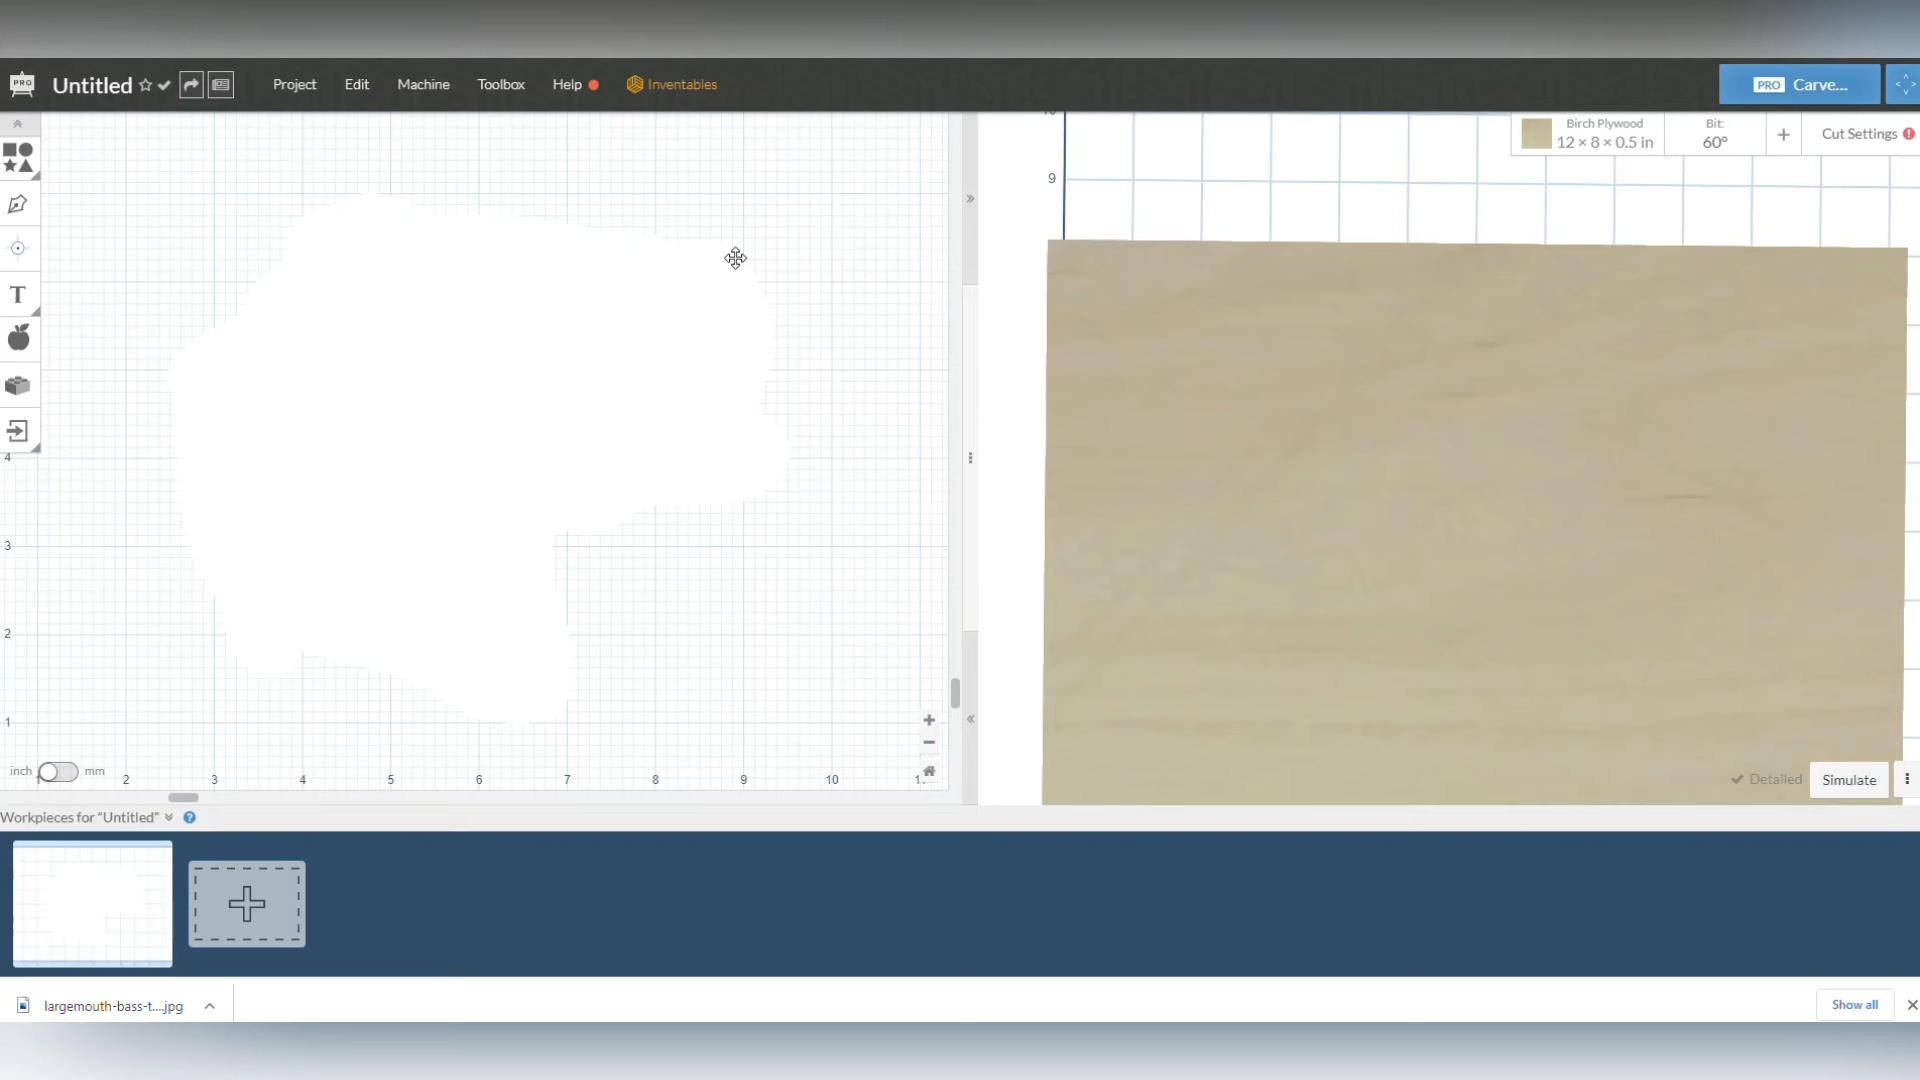 PRO
Untitled
Project
Edit
Machine
Toolbox
Help
Inventables
PRO Carve...
Birch Plywood
12 × 8 × 0.5 in
Bit:
60°
+
Cut Settings
9
T
4
3
2
1
inch
mm
2 3 4 5 6 7 8 9 10
Detailed
Simulate
Workpieces for "Untitled"
?
largemouth-bass-t....jpg
Show all